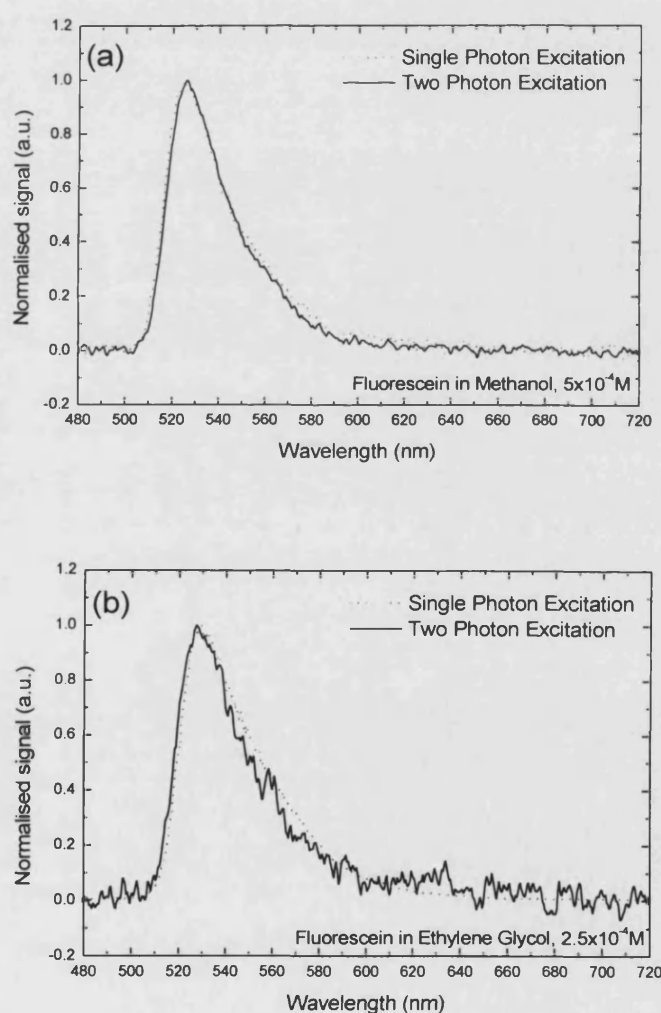 (a)
Single Photon Excitation
Two Photon Excitation
Normalised signal (a.u.)
1.2
1.0
0.8
0.6
0.4
0.2
0.0
-0.2
Fluorescein in Methanol, 5x10⁻⁴M
480 500 520 540 560 580 600 620 640 660 680 700 720
Wavelength (nm)
(b)
Single Photon Excitation
Two Photon Excitation
Normalised signal (a.u.)
1.2
1.0
0.8
0.6
0.4
0.2
0.0
-0.2
Fluorescein in Ethylene Glycol, 2.5x10⁻⁴M
480 500 520 540 560 580 600 620 640 660 680 700 720
Wavelength (nm)